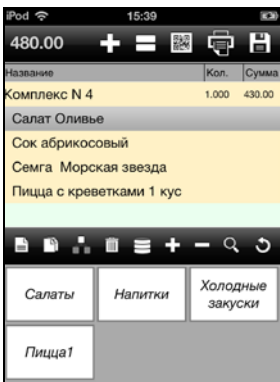 iPod 15:39
480.00
Название Кол. Сумма
Комплекс N 4 1.000 430.00
Салат Оливье
Сок абрикосовый
Семга Морская звезда
Пицца с креветками 1 кус
Салаты Напитки Холодные закуски
Пицца1